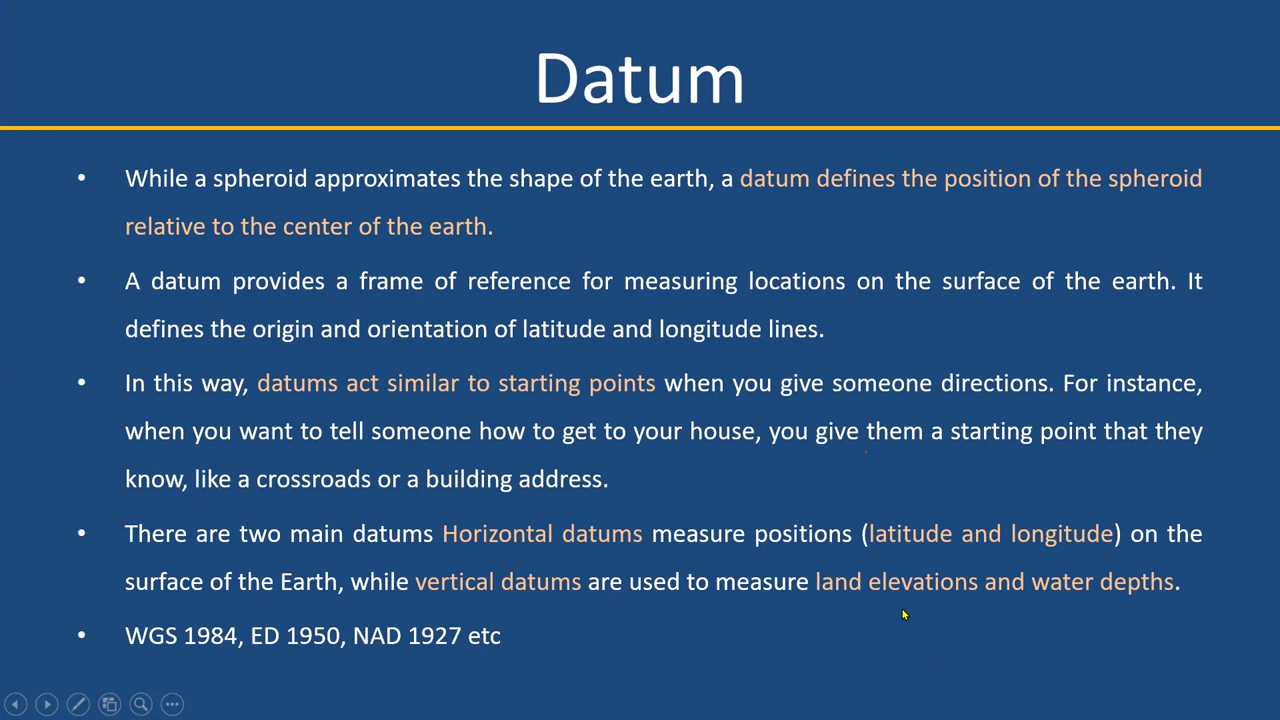 Datum
• While a spheroid approximates the shape of the earth, a datum defines the position of the spheroid
relative to the center of the earth.
• A datum provides a frame of reference for measuring locations on the surface of the earth. It
defines the origin and orientation of latitude and longitude lines.
• In this way, datums act similar to starting points when you give someone directions. For instance,
when you want to tell someone how to get to your house, you give them a starting point that they
know, like a crossroads or a building address.
• There are two main datums Horizontal datums measure positions (latitude and longitude) on the
surface of the Earth, while vertical datums are used to measure land elevations and water depths.
• WGS 1984, ED 1950, NAD 1927 etc